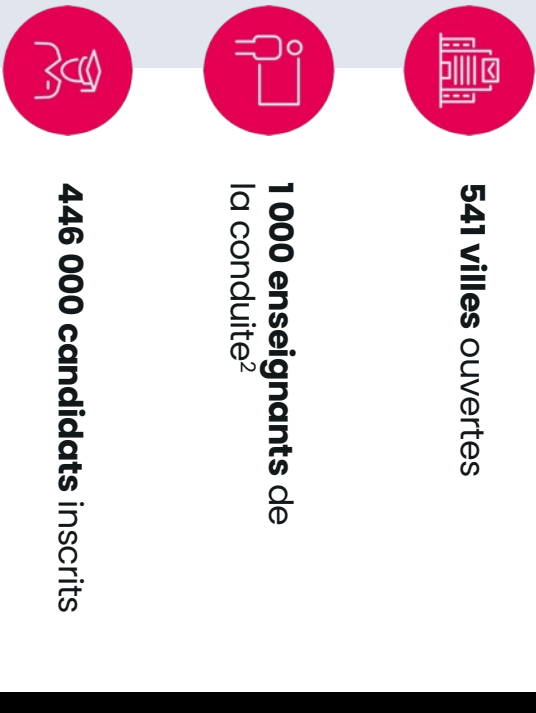 541 villes ouvertes
1 000 enseignants de
la conduite²
446 000 candidats inscrits